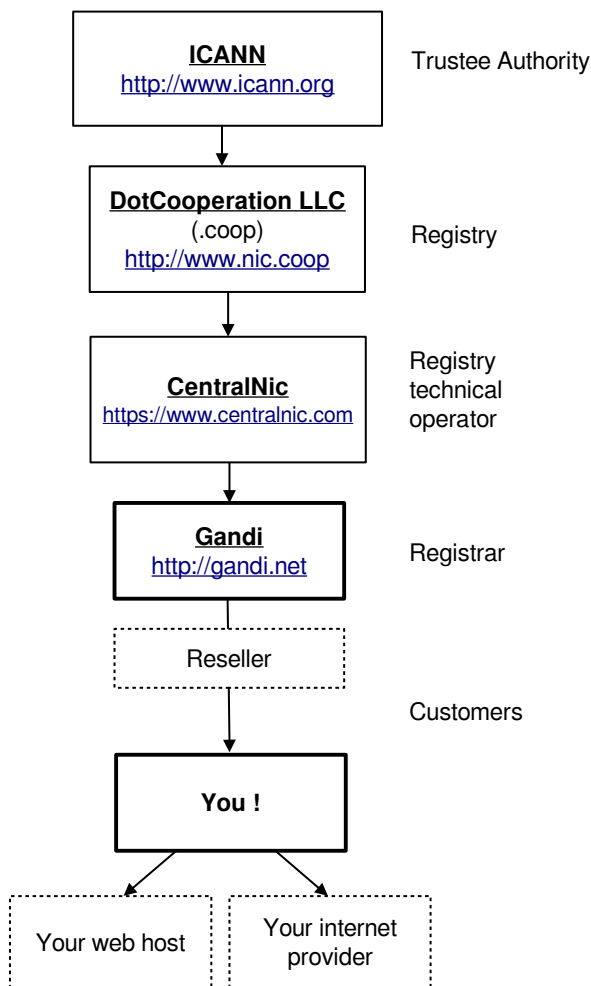 ICANN
http://www.icann.org
Trustee Authority
DotCooperation LLC
(.coop)
http://www.nic.coop
Registry
CentralNic
https://www.centralnic.com
Registry
technical
operator
Gandi
http://gandi.net
Registrar
Reseller
Customers
You !
Your web host
Your internet
provider